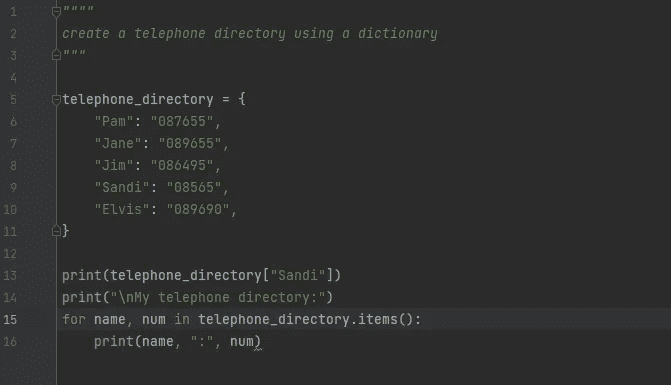 1 """"
2 create a telephone directory using a dictionary
3 """
4
5 telephone_directory = {
6     "Pam": "087655",
7     "Jane": "089655",
8     "Jim": "086495",
9     "Sandi": "08565",
10     "Elvis": "089690",
11 }
12
13 print(telephone_directory["Sandi"])
14 print("\nMy telephone directory:")
15 for name, num in telephone_directory.items():
16     print(name, ":", num)